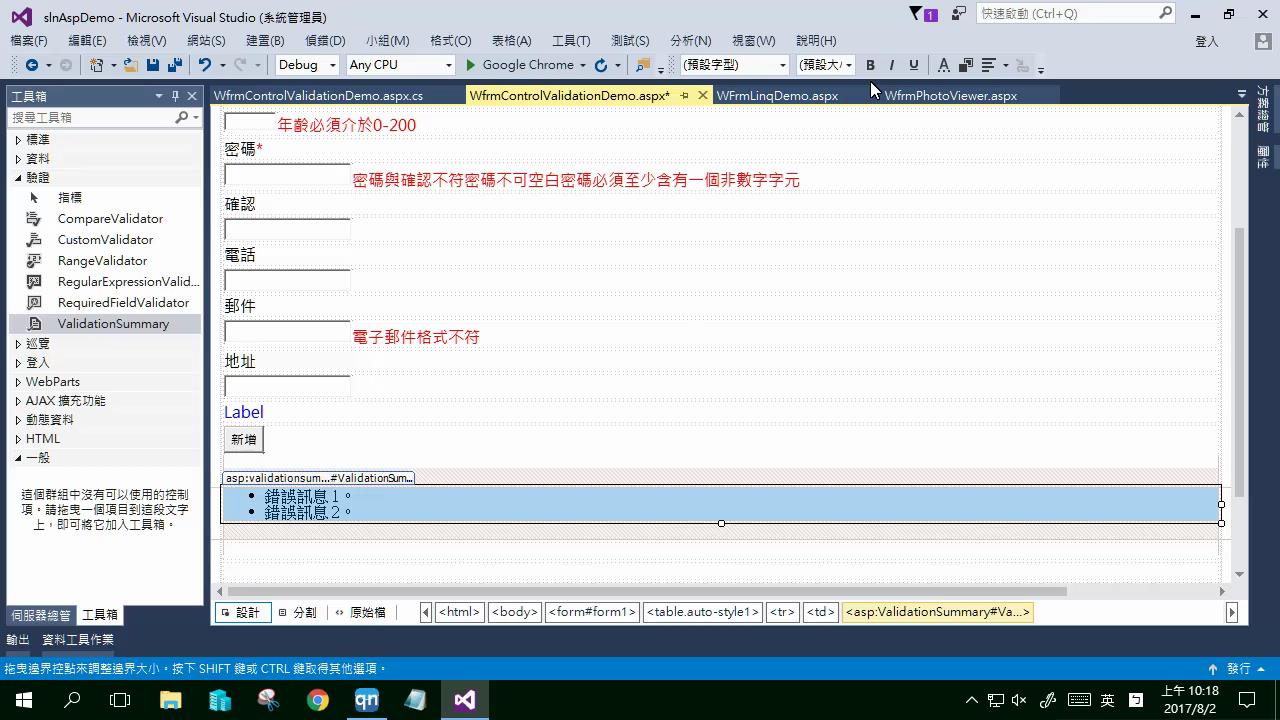 slnAspDemo - Microsoft Visual Studio (系統管理員)
1
快速啟動 (Ctrl+Q)
檔案(F) 編輯(E) 檢視(V) 網站(S) 建置(B) 偵錯(D) 小組(M) 格式(O) 表格(A) 工具(T) 測試(S) 分析(N) 視窗(W) 說明(H) 登入
Debug Any CPU Google Chrome (預設字型) (預設大/ B I U A
工具箱
WfrmControlValidationDemo.aspx.cs WfrmControlValidationDemo.aspx* WFrmLinqDemo.aspx WfrmPhotoViewer.aspx
方案總管
屬性
搜尋工具箱
標準
資料
驗證
指標
CompareValidator
CustomValidator
RangeValidator
RegularExpressionValid...
RequiredFieldValidator
ValidationSummary
巡覽
登入
WebParts
AJAX 擴充功能
動態資料
HTML
一般
這個群組中沒有可以使用的控制
項。請拖曳一個項目到這段文字
上，即可將它加入工具箱。
伺服器總管 工具箱
年齡必須介於0-200
密碼*
密碼與確認不符密碼不可空白密碼必須至少含有一個非數字字元
確認
電話
郵件
電子郵件格式不符
地址
Label
新增
asp:validationsum...#ValidationSum...
• 錯誤訊息 1。
• 錯誤訊息 2。
設計 分割 原始檔 <html> <body> <form#form1> <table.auto-style1> <tr> <td> <asp:ValidationSummary#Va...>
輸出 資料工具作業
拖曳邊界控點來調整邊界大小。按下 SHIFT 鍵或 CTRL 鍵取得其他選項。 發行
qn 英 上午 10:18
2017/8/2